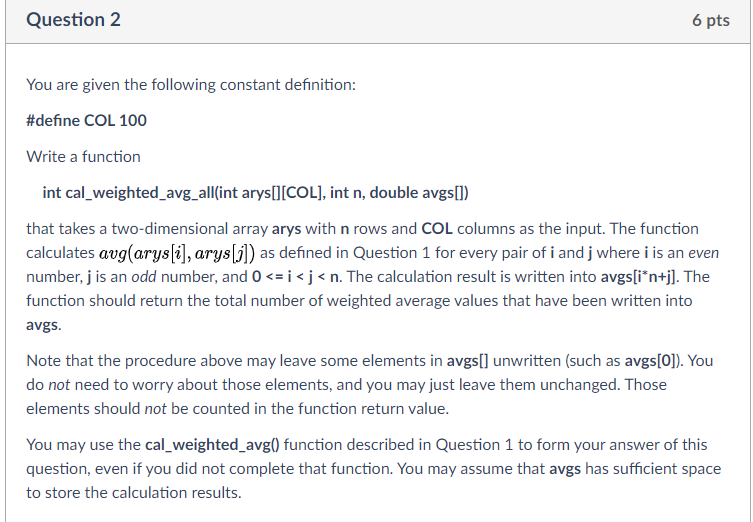 Question 2
6 pts
You are given the following constant definition:
#define COL 100
Write a function
int cal_weighted_avg_all(int arys[][COL], int n, double avgs[])
that takes a two-dimensional array arys with n rows and COL columns as the input. The function
calculates avg(arys[i], arys[j]) as defined in Question 1 for every pair of i and j where i is an even
number, j is an odd number, and 0 <= i < j < n. The calculation result is written into avgs[i*n+j]. The
function should return the total number of weighted average values that have been written into
avgs.
Note that the procedure above may leave some elements in avgs[] unwritten (such as avgs[0]). You
do not need to worry about those elements, and you may just leave them unchanged. Those
elements should not be counted in the function return value.
You may use the cal_weighted_avg() function described in Question 1 to form your answer of this
question, even if you did not complete that function. You may assume that avgs has sufficient space
to store the calculation results.